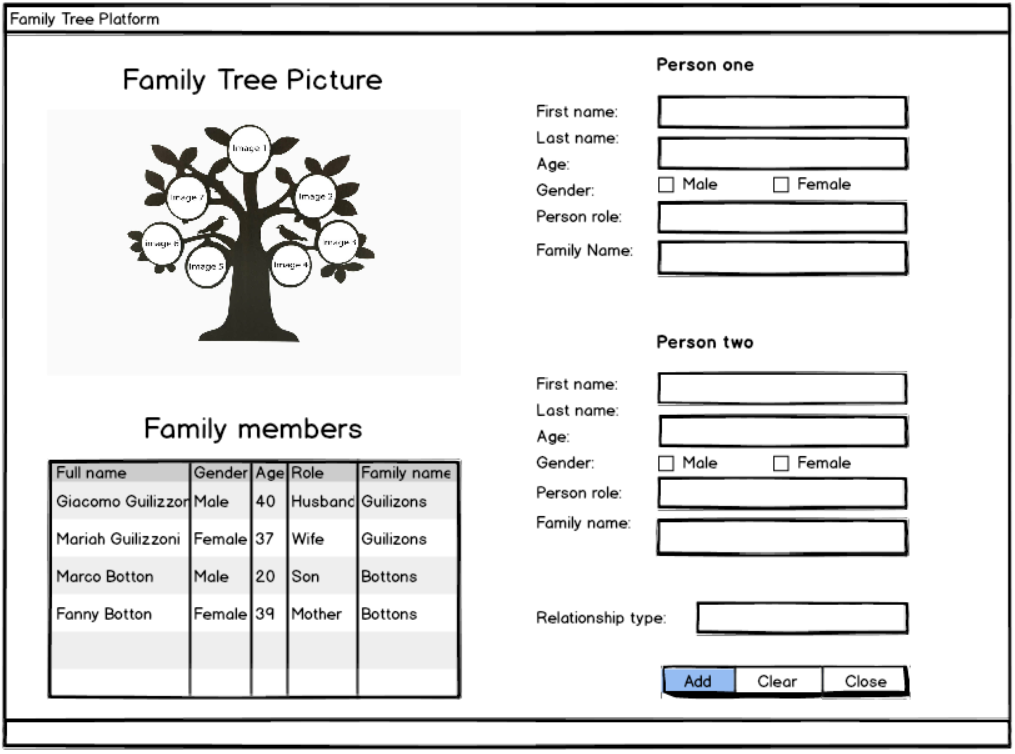 Family Tree Platform
Family Tree Picture
Image 1
Image 7
Image 2
Image 6
Image 3
Image 5
Image 4
Family members
Full name Gender Age Role Family name
Giacomo Guilizzon Male 40 Husband Guilizons
Mariah Guilizzoni Female 37 Wife Guilizons
Marco Botton Male 20 Son Bottons
Fanny Botton Female 39 Mother Bottons
Person one
First name:
Last name:
Age:
Gender: Male Female
Person role:
Family Name:
Person two
First name:
Last name:
Age:
Gender: Male Female
Person role:
Family name:
Relationship type:
Add Clear Close